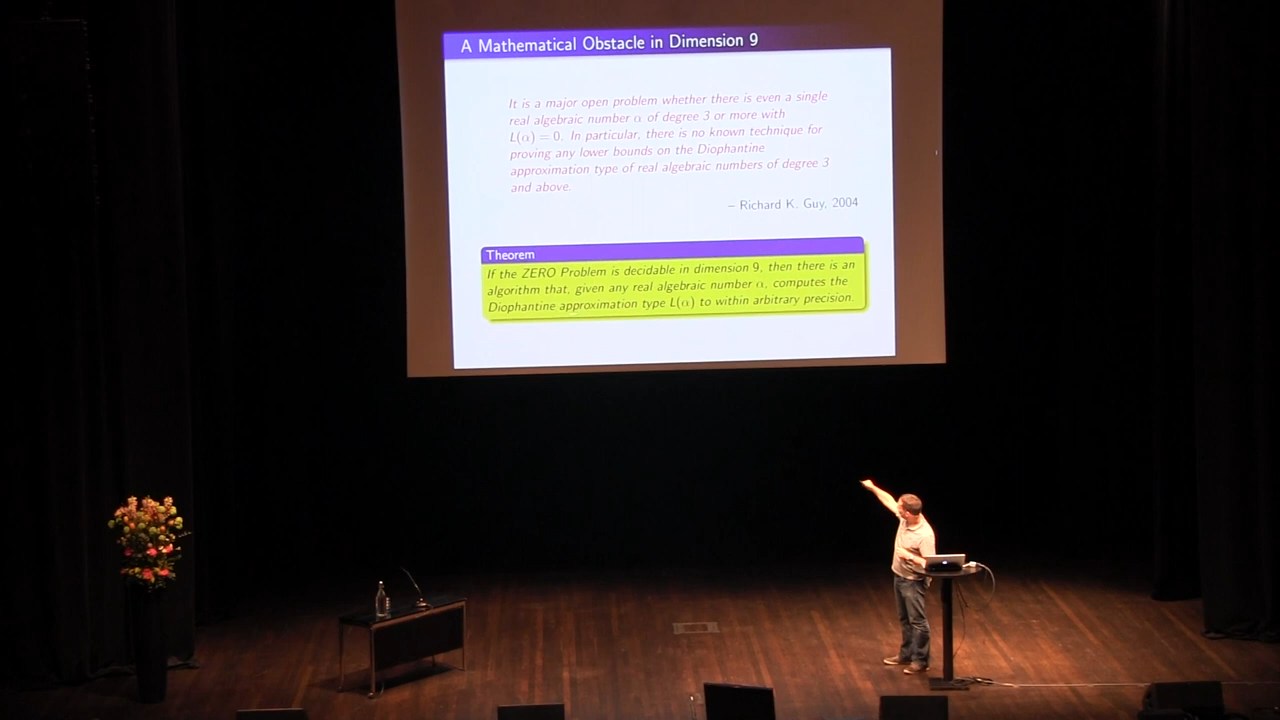 A Mathematical Obstacle in Dimension 9
It is a major open problem whether there is even a single
real algebraic number α of degree 3 or more with
L(α) = 0. In particular, there is no known technique for
proving any lower bounds on the Diophantine
approximation type of real algebraic numbers of degree 3
and above.
– Richard K. Guy, 2004
Theorem
If the ZERO Problem is decidable in dimension 9, then there is an
algorithm that, given any real algebraic number α, computes the
Diophantine approximation type L(α) to within arbitrary precision.